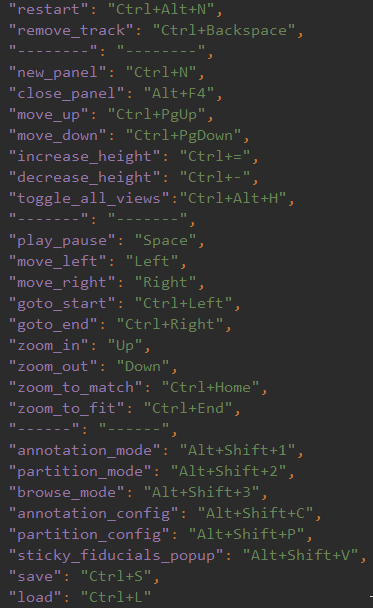 "restart": "Ctrl+Alt+N",
"remove_track": "Ctrl+Backspace",
"--------": "--------",
"new_panel": "Ctrl+N",
"close_panel": "Alt+F4",
"move_up": "Ctrl+PgUp",
"move_down": "Ctrl+PgDown",
"increase_height": "Ctrl+=",
"decrease_height": "Ctrl+-",
"toggle_all_views":"Ctrl+Alt+H",
"-------": "-------",
"play_pause": "Space",
"move_left": "Left",
"move_right": "Right",
"goto_start": "Ctrl+Left",
"goto_end": "Ctrl+Right",
"zoom_in": "Up",
"zoom_out": "Down",
"zoom_to_match": "Ctrl+Home",
"zoom_to_fit": "Ctrl+End",
"------": "------",
"annotation_mode": "Alt+Shift+1",
"partition_mode": "Alt+Shift+2",
"browse_mode": "Alt+Shift+3",
"annotation_config": "Alt+Shift+C",
"partition_config": "Alt+Shift+P",
"sticky_fiducials_popup": "Alt+Shift+V",
"save": "Ctrl+S",
"load": "Ctrl+L"